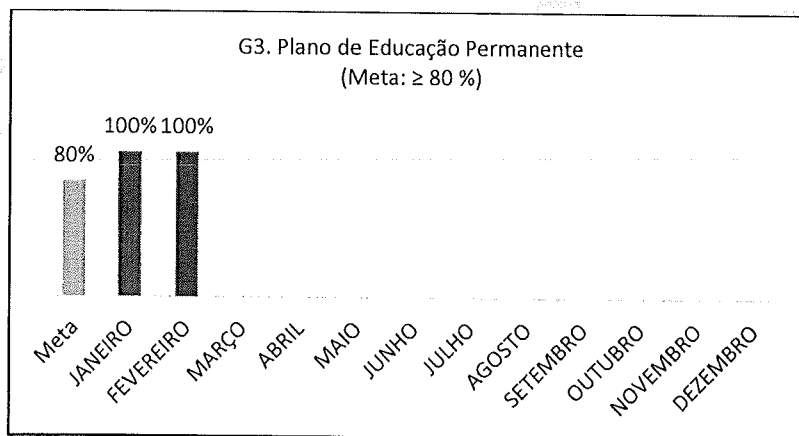 G3. Plano de Educação Permanente
(Meta: ≥ 80 %)
80%
100%
100%
Meta
JANEIRO
FEVEREIRO
MARÇO
ABRIL
MAIO
JUNHO
JULHO
AGOSTO
SETEMBRO
OUTUBRO
NOVEMBRO
DEZEMBRO